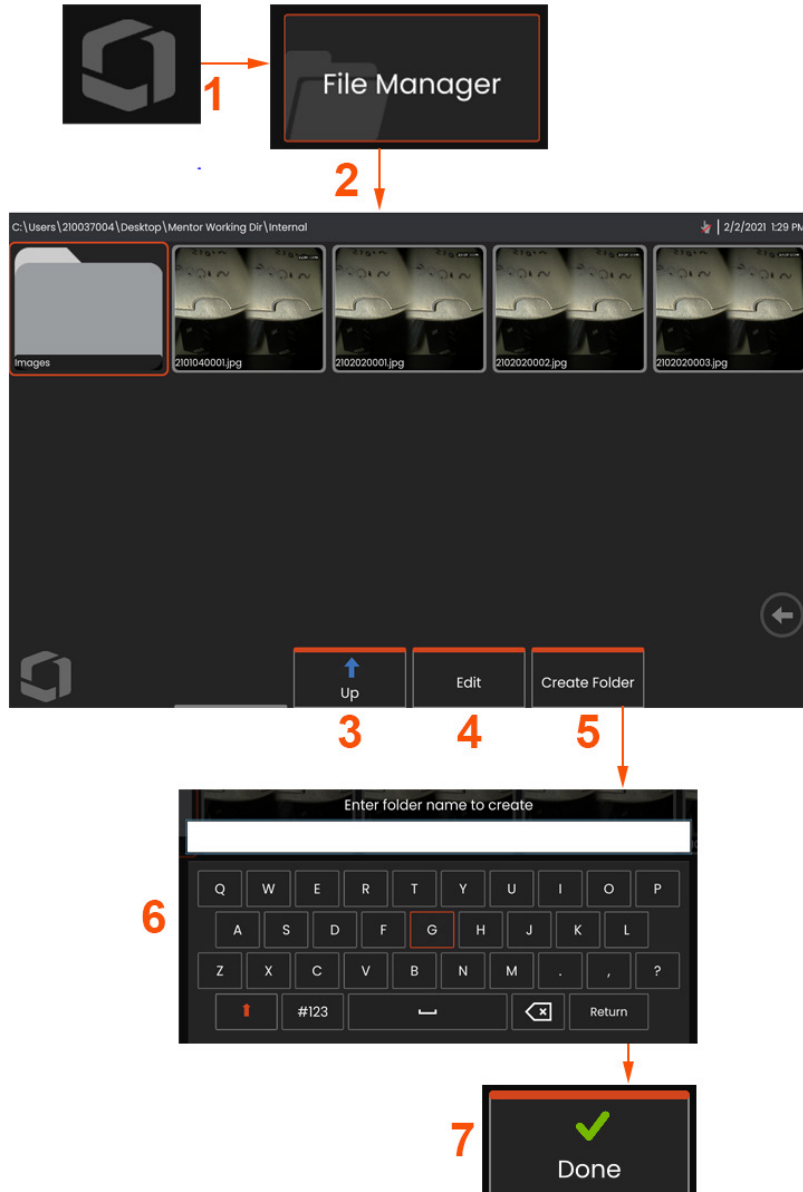 1
File Manager
2
C:\Users\210037004\Desktop\Mentor Working Dir\Internal
2/2/2021 1:29 PM
Images
2101040001.jpg
2102020001.jpg
2102020002.jpg
2102020003.jpg
Up
Edit
Create Folder
3
4
5
Enter folder name to create
6
Q W E R T Y U I O P
A S D F G H J K L
Z X C V B N M . , ?
#123
Return
7
Done